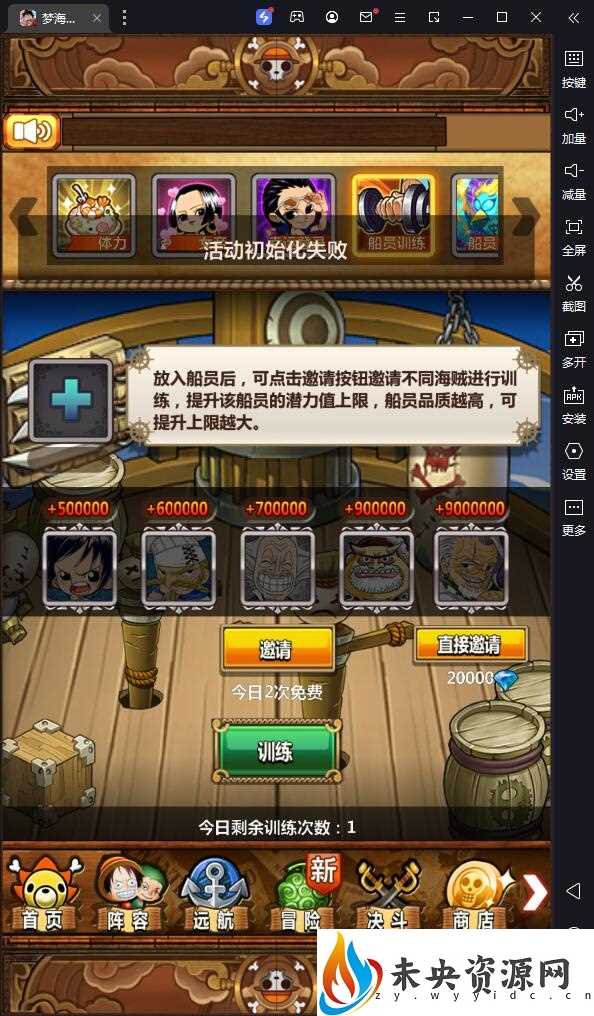 梦海...
按键
加量
减量
全屏
截图
多开
APK
安装
设置
更多
体力
船员训练
船员
活动初始化失败
放入船员后，可点击邀请按钮邀请不同海贼进行训
练，提升该船员的潜力值上限，船员品质越高，可
提升上限越大。
+500000 +600000 +700000 +900000 +9000000
邀请 直接邀请
今日2次免费 20000
训练
今日剩余训练次数：1
新
首页 阵容 远航 冒险 决斗 商店
未央资源网
zy.wyyidc.cn